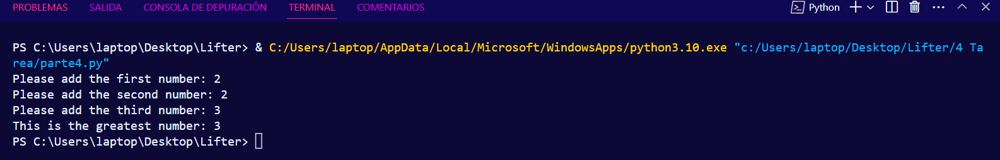 PROBLEMAS SALIDA CONSOLA DE DEPURACIÓN TERMINAL COMENTARIOS Python
PS C:\Users\laptop\Desktop\Lifter> & C:/Users/laptop/AppData/Local/Microsoft/WindowsApps/python3.10.exe "c:/Users/laptop/Desktop/Lifter/4 Ta
rea/parte4.py"
Please add the first number: 2
Please add the second number: 2
Please add the third number: 3
This is the greatest number: 3
PS C:\Users\laptop\Desktop\Lifter>